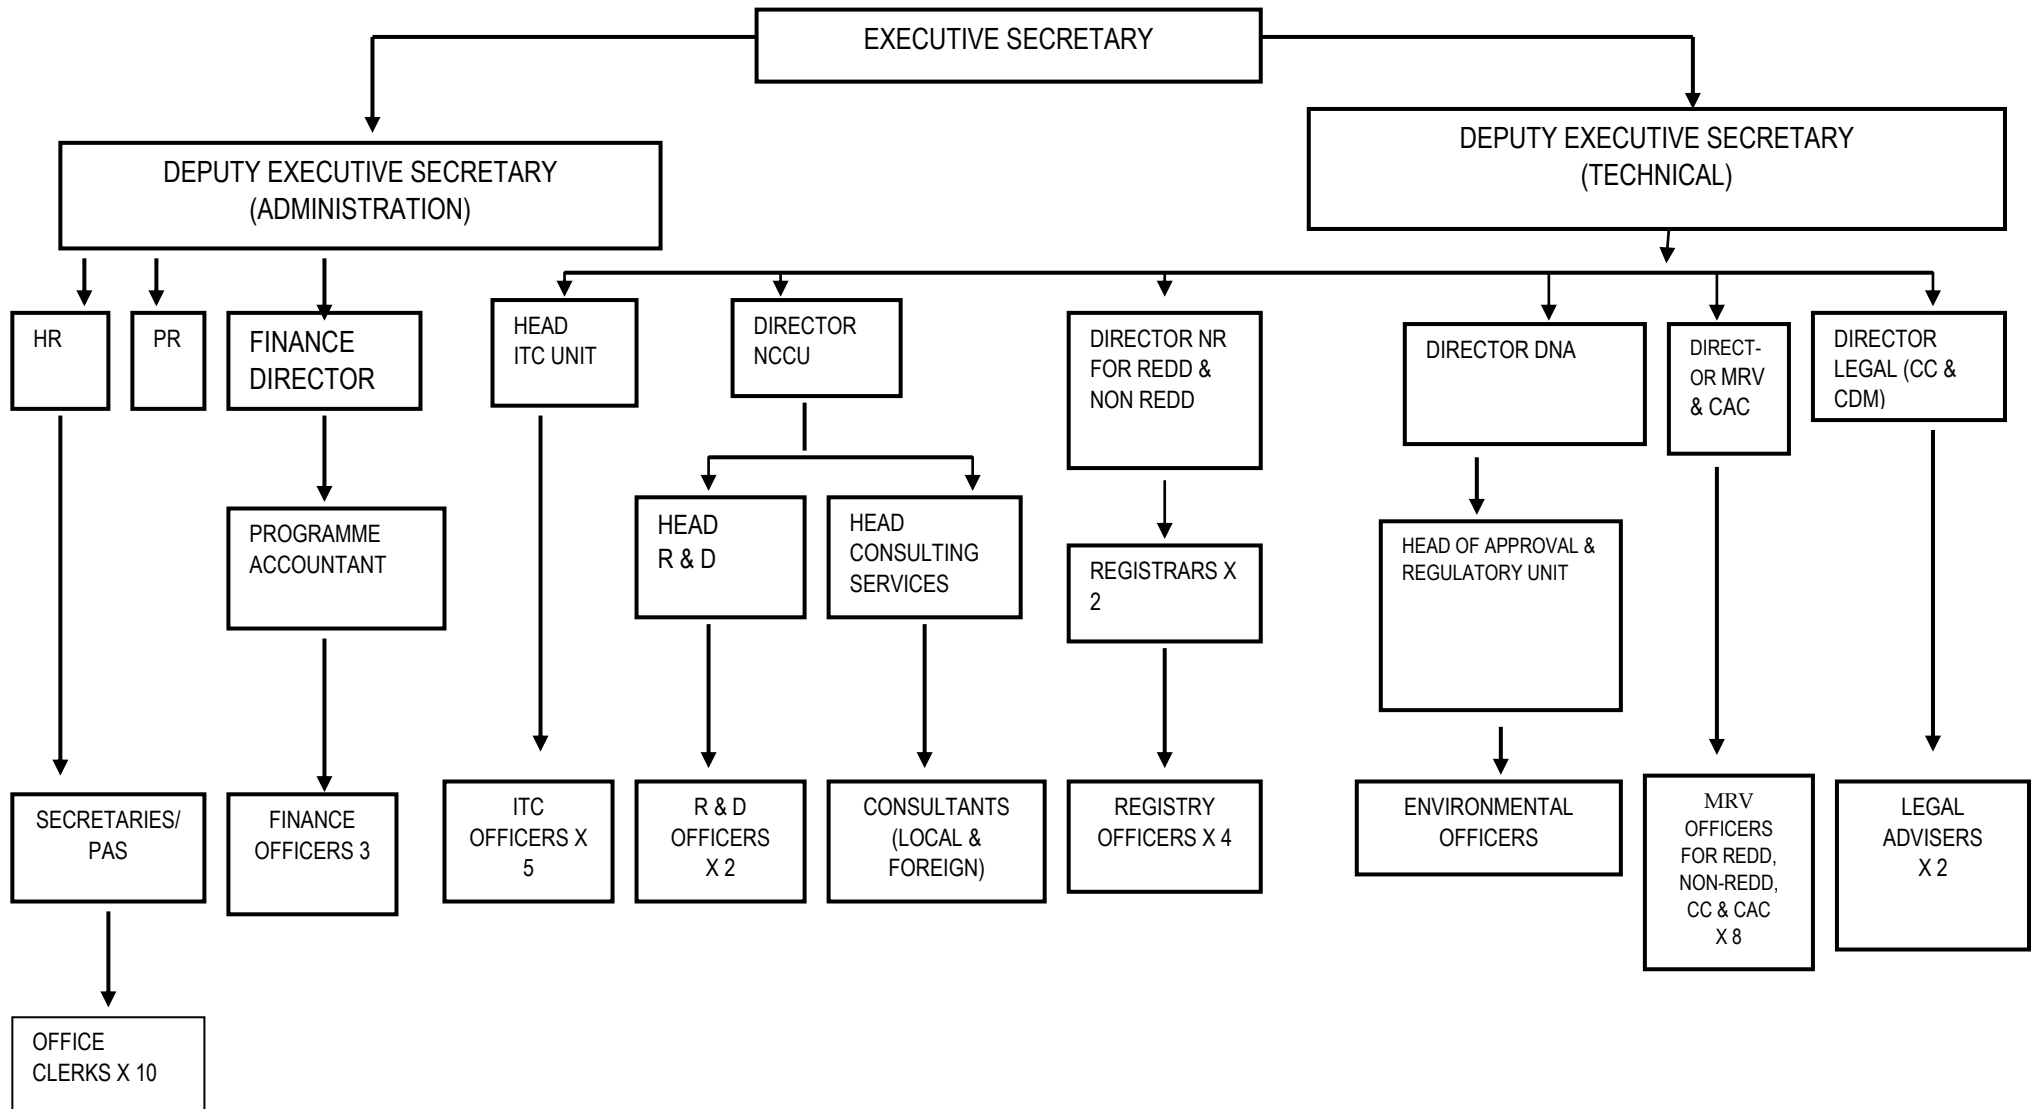 EXECUTIVE SECRETARY
DEPUTY EXECUTIVE SECRETARY
(ADMINISTRATION)
DEPUTY EXECUTIVE SECRETARY
(TECHNICAL)
HR
PR
FINANCE
DIRECTOR
HEAD
ITC UNIT
DIRECTOR
NCCU
DIRECTOR NR
FOR REDD &
NON REDD
DIRECTOR DNA
DIRECT-
OR MRV
& CAC
DIRECTOR
LEGAL (CC &
CDM)
PROGRAMME
ACCOUNTANT
HEAD
R & D
HEAD
CONSULTING
SERVICES
REGISTRARS X
2
HEAD OF APPROVAL &
REGULATORY UNIT
SECRETARIES/
PAS
FINANCE
OFFICERS 3
ITC
OFFICERS X
5
R & D
OFFICERS
X 2
CONSULTANTS
(LOCAL &
FOREIGN)
REGISTRY
OFFICERS X 4
ENVIRONMENTAL
OFFICERS
MRV
OFFICERS
FOR REDD,
NON-REDD,
CC & CAC
X 8
LEGAL
ADVISERS
X 2
OFFICE
CLERKS X 10